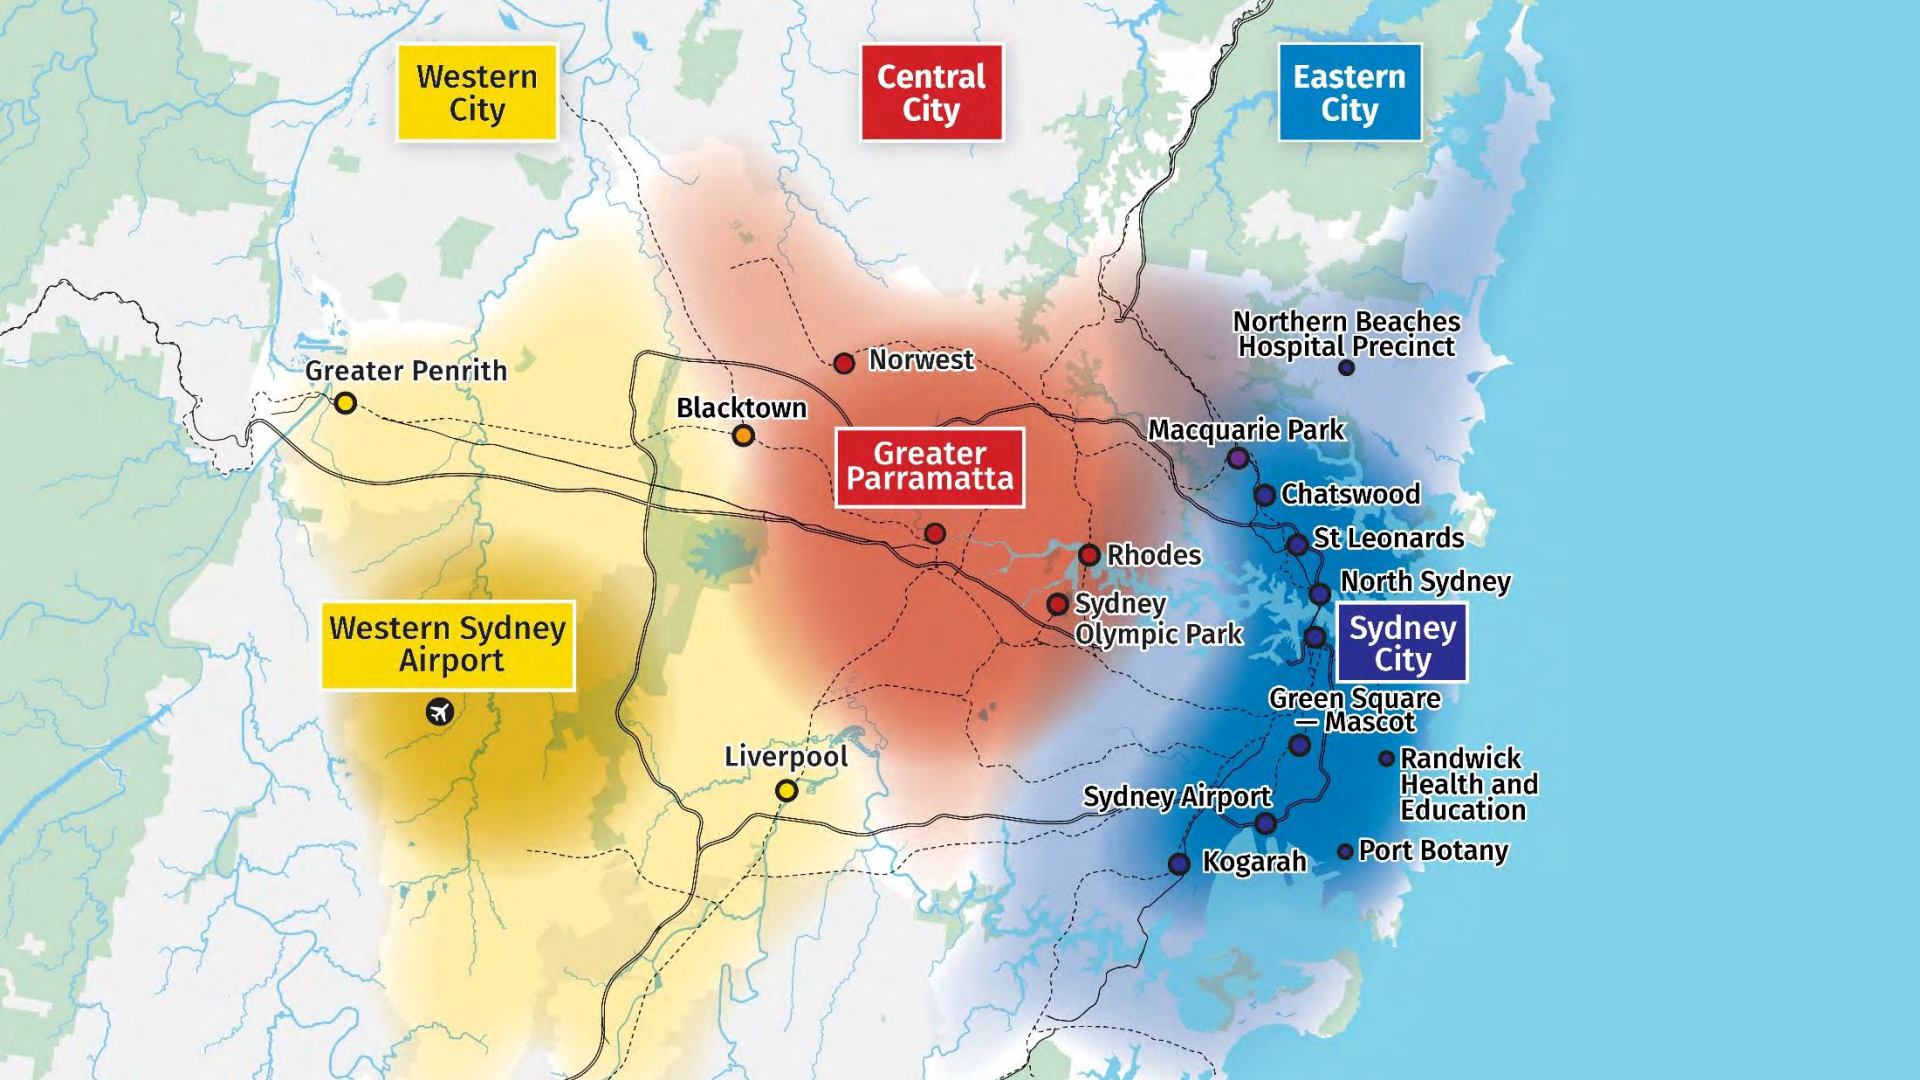 Western
City
Central
City
Eastern
City
Northern Beaches
Hospital Precinct
Greater Penrith
Norwest
Blacktown
Macquarie Park
Greater
Parramatta
Chatswood
St Leonards
Rhodes
North Sydney
Sydney
Olympic Park
Western Sydney
Airport
Sydney
City
Green Square
— Mascot
Liverpool
Randwick
Health and
Education
Sydney Airport
Kogarah
Port Botany